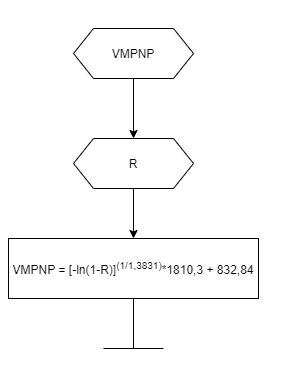 VMPNP
R
VMPNP = [-ln(1-R)]^(1/1,3831)*1810,3 + 832,84